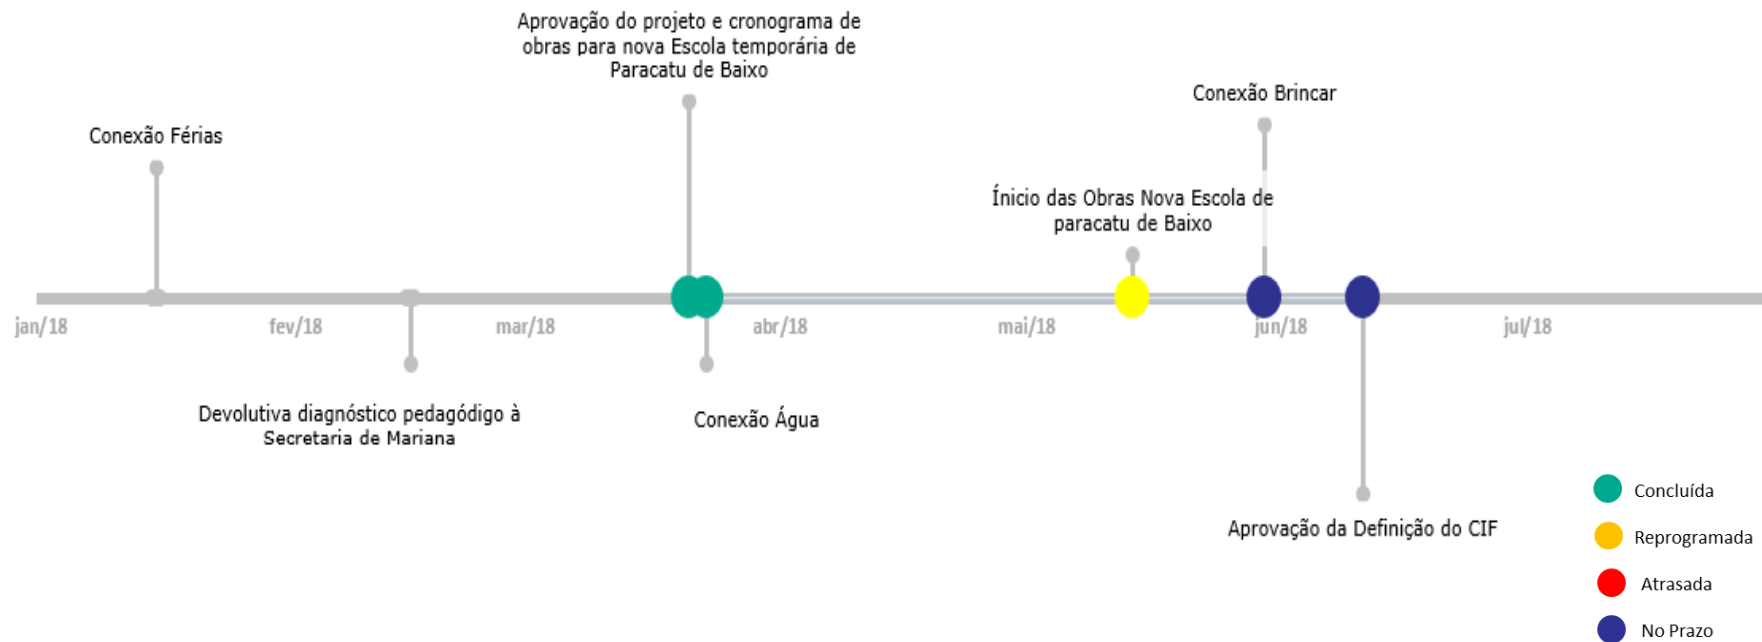 Aprovação do projeto e cronograma de
obras para nova Escola temporária de
Paracatu de Baixo
Conexão Férias
Conexão Brincar
Ínicio das Obras Nova Escola de
paracatu de Baixo
jan/18
fev/18
mar/18
abr/18
mai/18
jun/18
jul/18
Devolutiva diagnóstico pedagódigo à
Secretaria de Mariana
Conexão Água
Aprovação da Definição do CIF
Concluída
Reprogramada
Atrasada
No Prazo